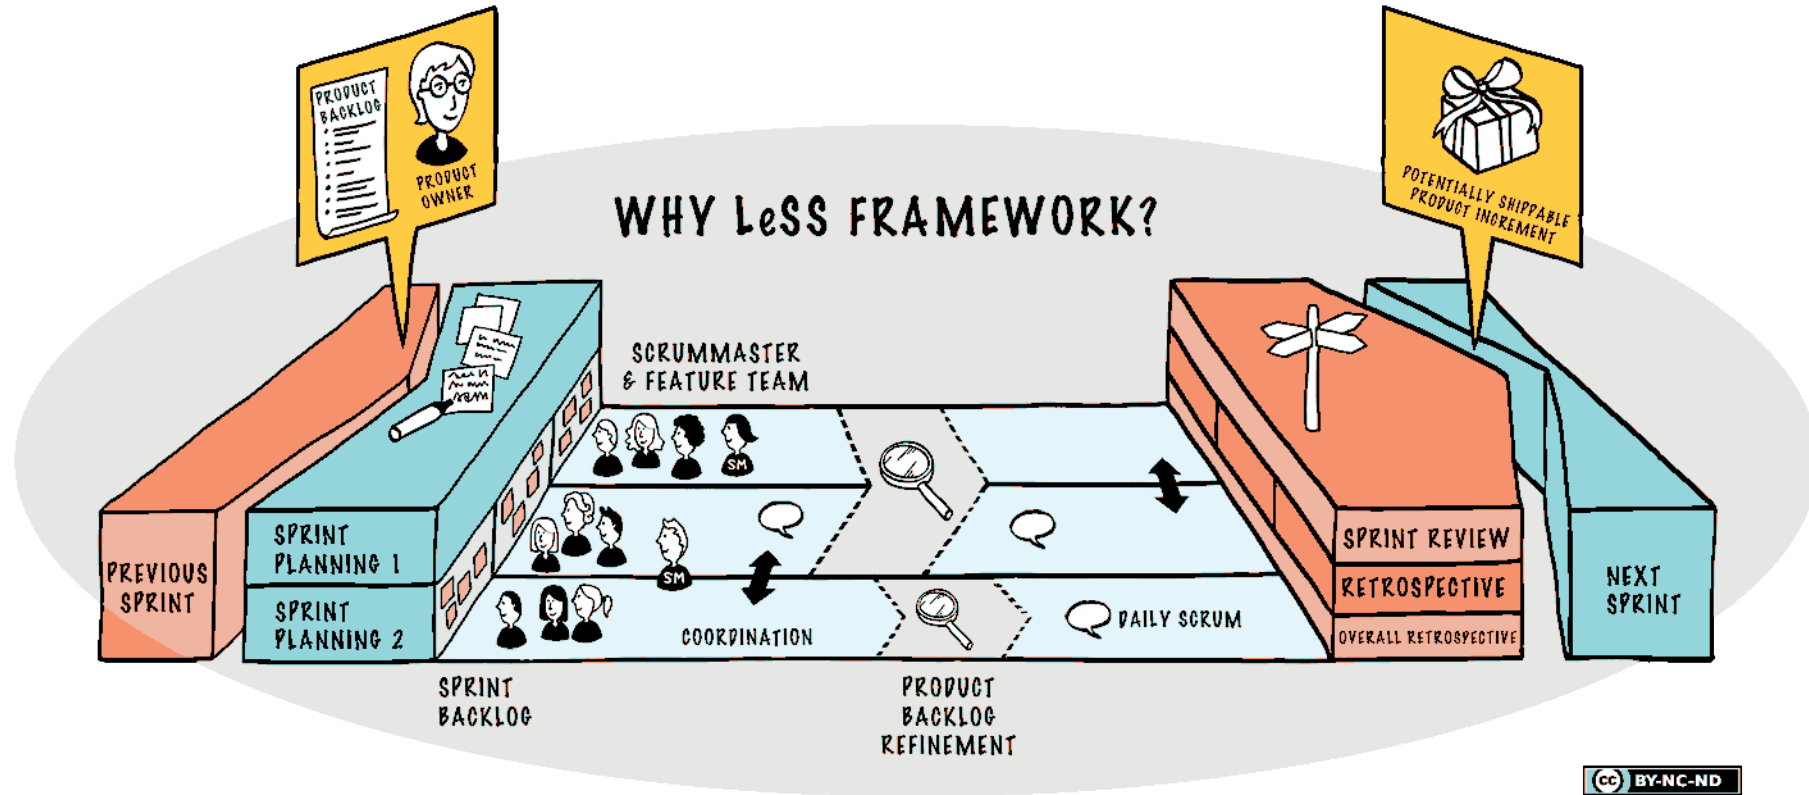 PRODUCT
BACKLOG
PRODUCT
OWNER
WHY LeSS FRAMEWORK?
POTENTIALLY SHIPPABLE
PRODUCT INCREMENT
SCRUMMASTER
& FEATURE TEAM
SM
SM
PREVIOUS
SPRINT
SPRINT
PLANNING 1
SPRINT
PLANNING 2
COORDINATION
DAILY SCRUM
SPRINT REVIEW
RETROSPECTIVE
OVERALL RETROSPECTIVE
NEXT
SPRINT
SPRINT
BACKLOG
PRODUCT
BACKLOG
REFINEMENT
cc BY-NC-ND